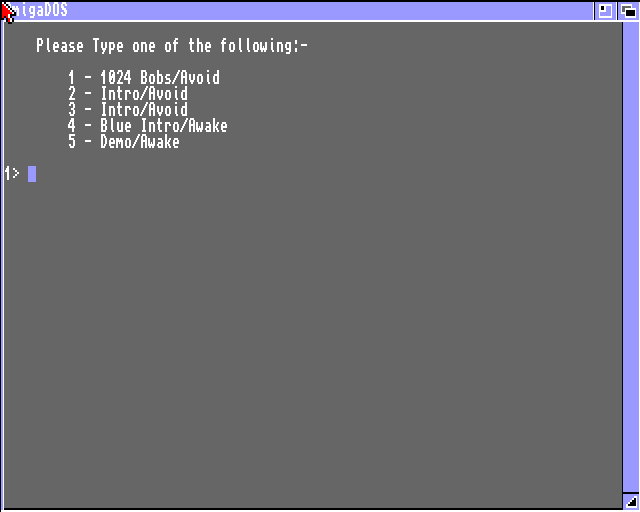 AmigaDOS
Please Type one of the following:-
1 - 1024 Bobs/Avoid
2 - Intro/Avoid
3 - Intro/Avoid
4 - Blue Intro/Awake
5 - Demo/Awake
1>